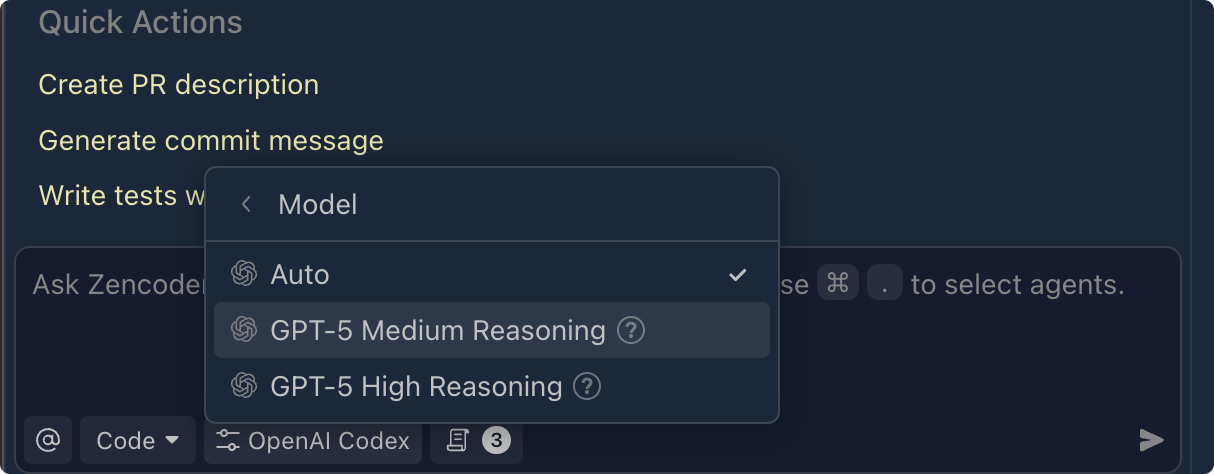 Quick Actions
Create PR description
Generate commit message
Write tests
Model
Auto
Ask Zencoder
se ⌘ . to select agents.
GPT-5 Medium Reasoning ?
GPT-5 High Reasoning ?
@ Code OpenAI Codex 3